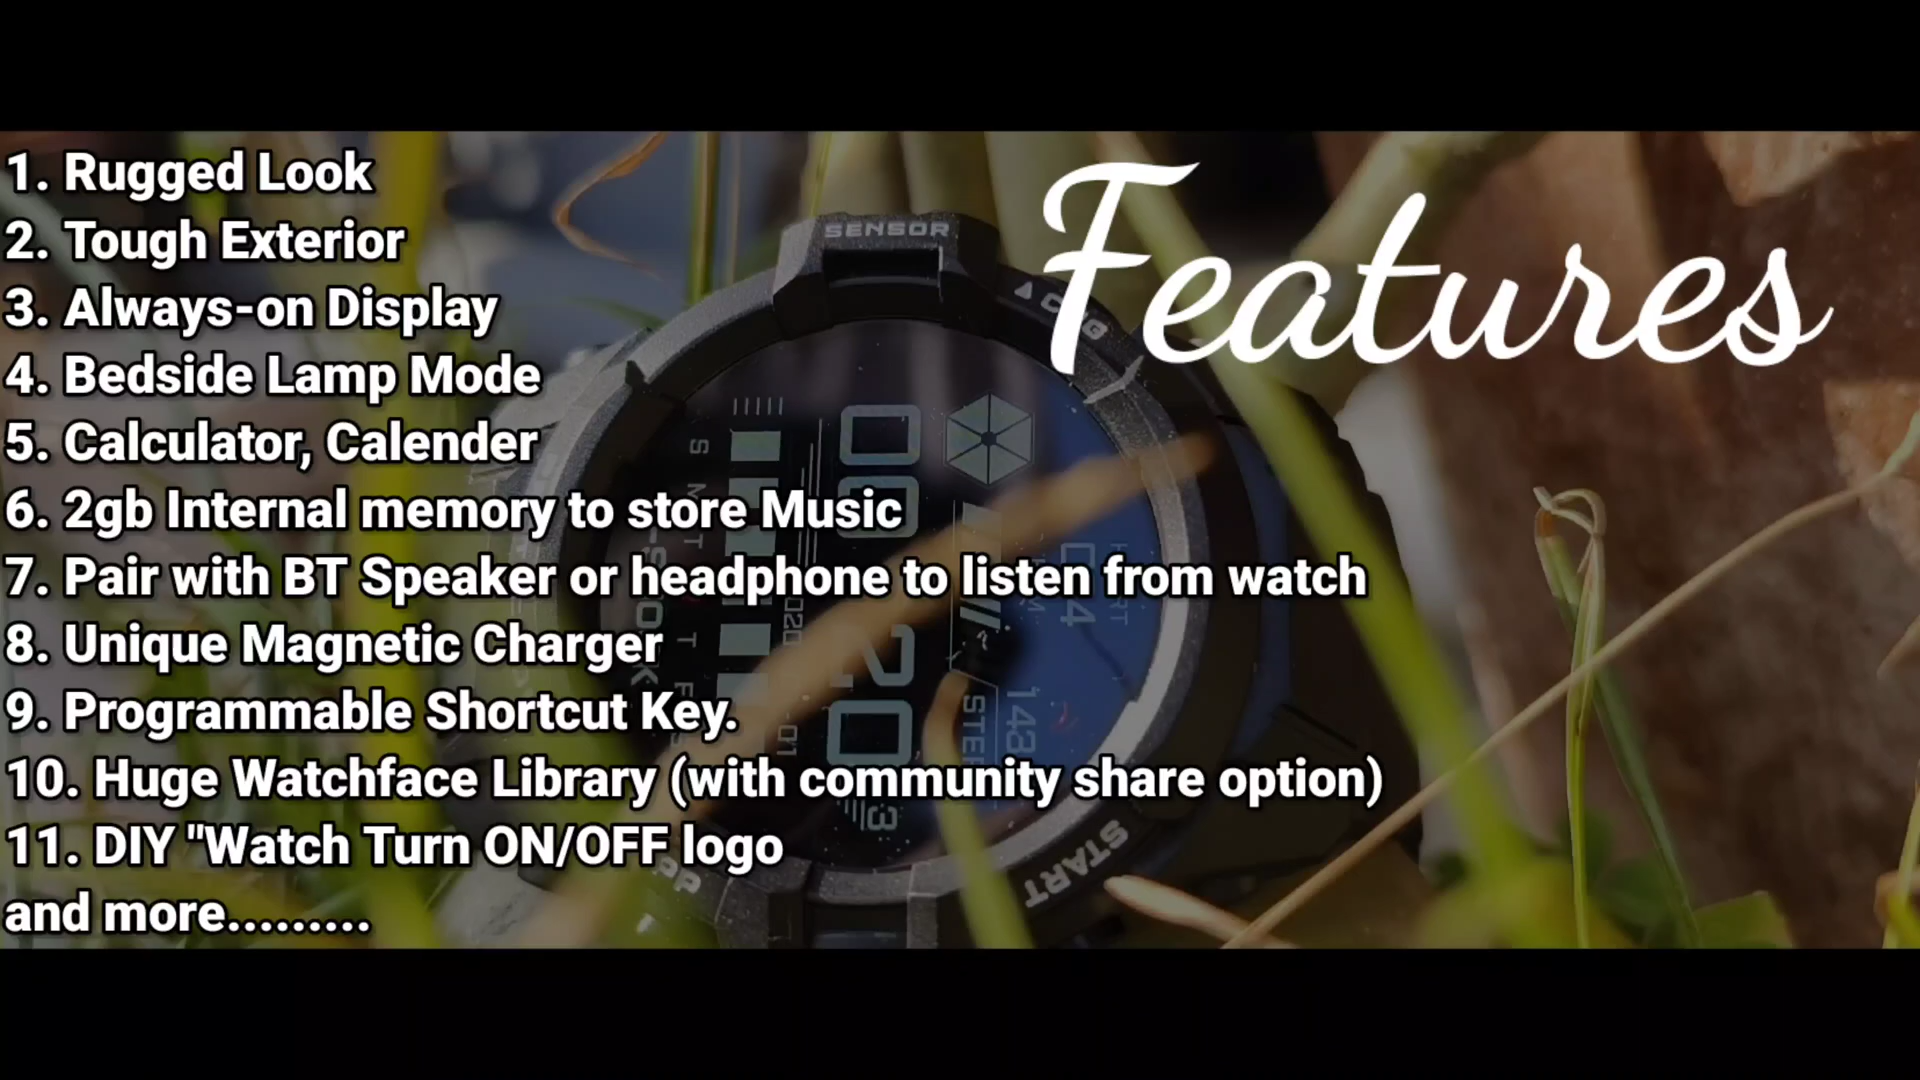 Features
1. Rugged Look
2. Tough Exterior
3. Always-on Display
4. Bedside Lamp Mode
5. Calculator, Calender
6. 2gb Internal memory to store Music
7. Pair with BT Speaker or headphone to listen from watch
8. Unique Magnetic Charger
9. Programmable Shortcut Key.
10. Huge Watchface Library (with community share option)
11. DIY "Watch Turn ON/OFF logo
and more.........
SENSOR
START